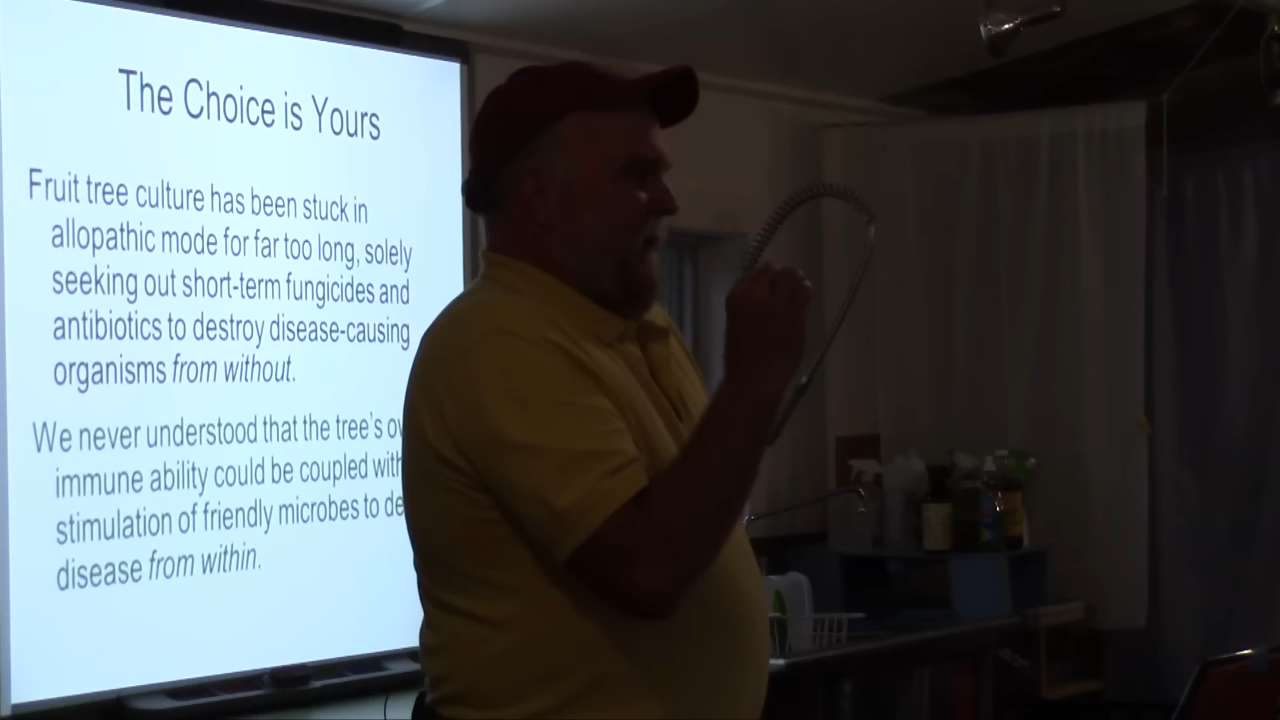 The Choice is Yours
Fruit tree culture has been stuck in
allopathic mode for far too long, solely
seeking out short-term fungicides and
antibiotics to destroy disease-causing
organisms from without.
We never understood that the tree's
immune ability could be coupled with
stimulation of friendly microbes to
disease from within.